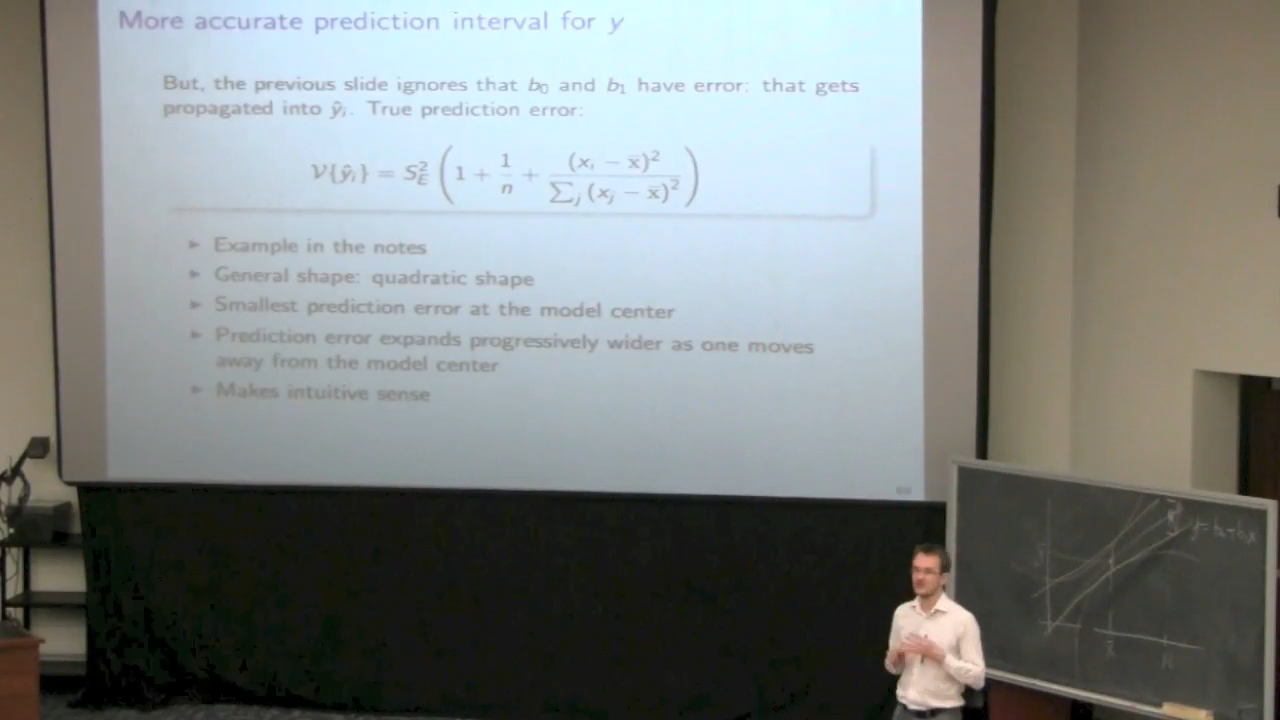 More accurate prediction interval for y
But, the previous slide ignores that b₀ and b₁ have error: that gets
propagated into ŷᵢ. True prediction error:
𝒱{ŷᵢ} = S_E² (1 + 1/n + (xᵢ − x̄)² / ∑ⱼ(xⱼ − x̄)²)
► Example in the notes
► General shape: quadratic shape
► Smallest prediction error at the model center
► Prediction error expands progressively wider as one moves
away from the model center
► Makes intuitive sense
y = b₀ + b₁x
x̄